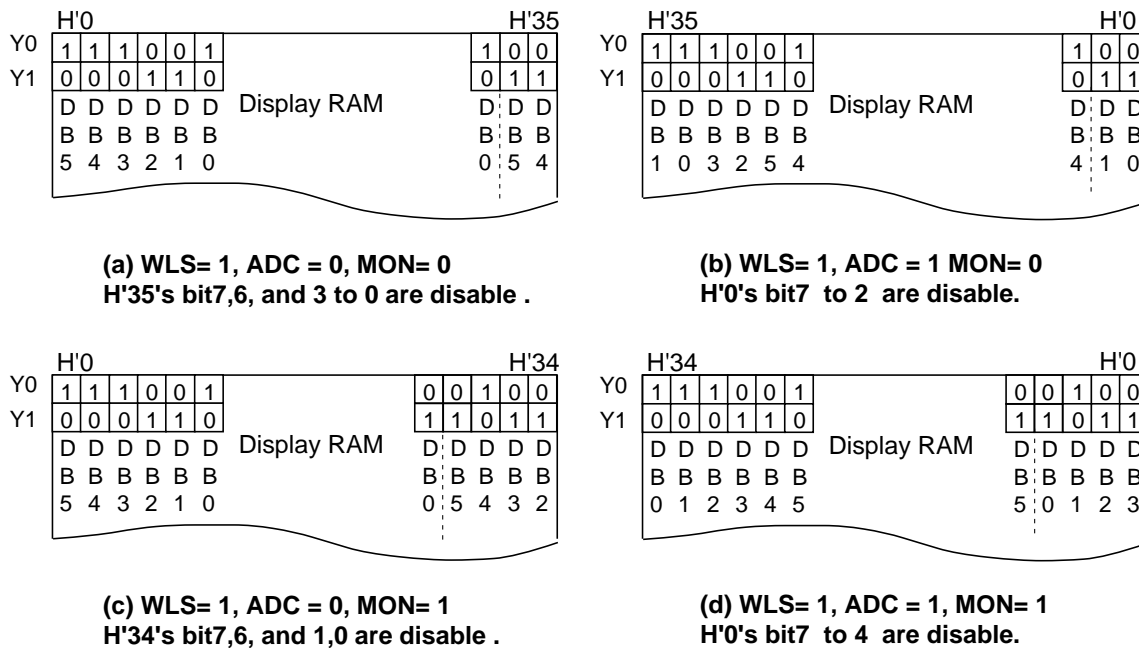 H'0 H'35
Y0 1 1 1 0 0 1 1 0 0
Y1 0 0 0 1 1 0 0 1 1
D D D D D D Display RAM D D D
B B B B B B B B B
5 4 3 2 1 0 0 5 4
(a) WLS= 1, ADC = 0, MON= 0
H'35's bit7,6, and 3 to 0 are disable .
H'35 H'0
Y0 1 1 1 0 0 1 1 0 0
Y1 0 0 0 1 1 0 0 1 1
D D D D D D Display RAM D D D
B B B B B B B B B
1 0 3 2 5 4 4 1 0
(b) WLS= 1, ADC = 1 MON= 0
H'0's bit7 to 2 are disable.
H'0 H'34
Y0 1 1 1 0 0 1 0 0 1 0 0
Y1 0 0 0 1 1 0 1 1 0 1 1
D D D D D D Display RAM D D D D D
B B B B B B B B B B B
5 4 3 2 1 0 0 5 4 3 2
(c) WLS= 1, ADC = 0, MON= 1
H'34's bit7,6, and 1,0 are disable .
H'34 H'0
Y0 1 1 1 0 0 1 0 0 1 0 0
Y1 0 0 0 1 1 0 1 1 0 1 1
D D D D D D Display RAM D D D D D
B B B B B B B B B B B
0 1 2 3 4 5 5 0 1 2 3
(d) WLS= 1, ADC = 1, MON= 1
H'0's bit7 to 4 are disable.